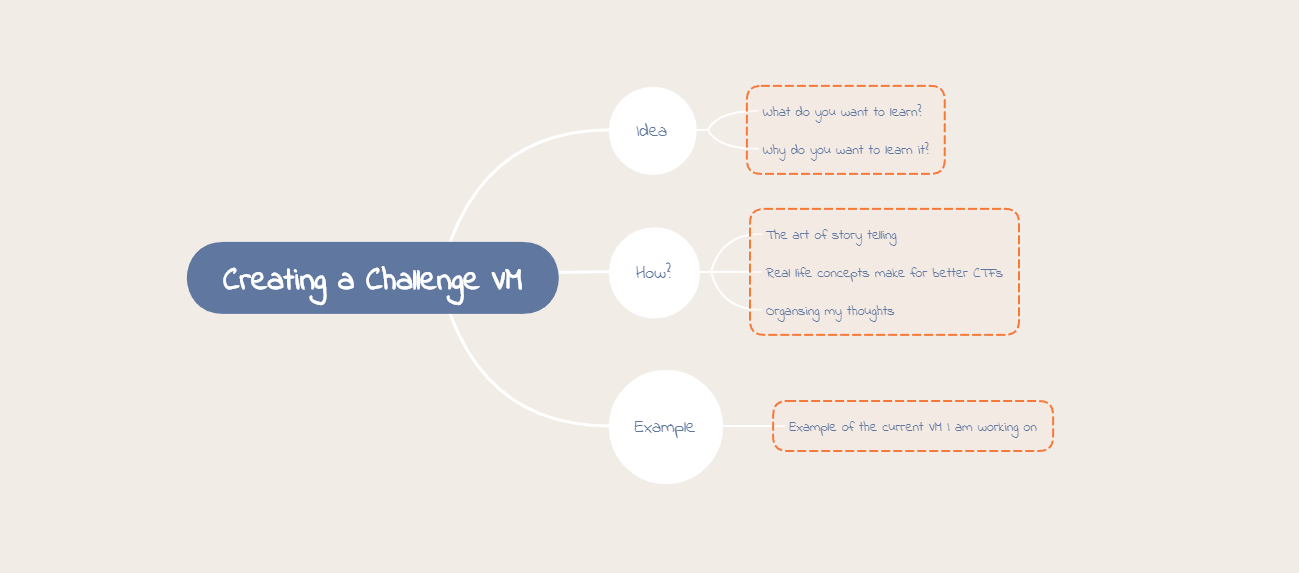 Creating a Challenge VM
Idea
What do you want to learn?
Why do you want to learn it?
How?
The art of story telling
Real life concepts make for better CTFs
Organsing my thoughts
Example
Example of the current VM I am working on